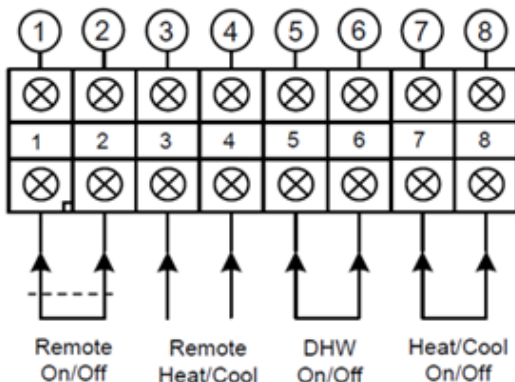 1 2 3 4 5 6 7 8
1 2 3 4 5 6 7 8
Remote Remote DHW Heat/Cool
On/Off Heat/Cool On/Off On/Off